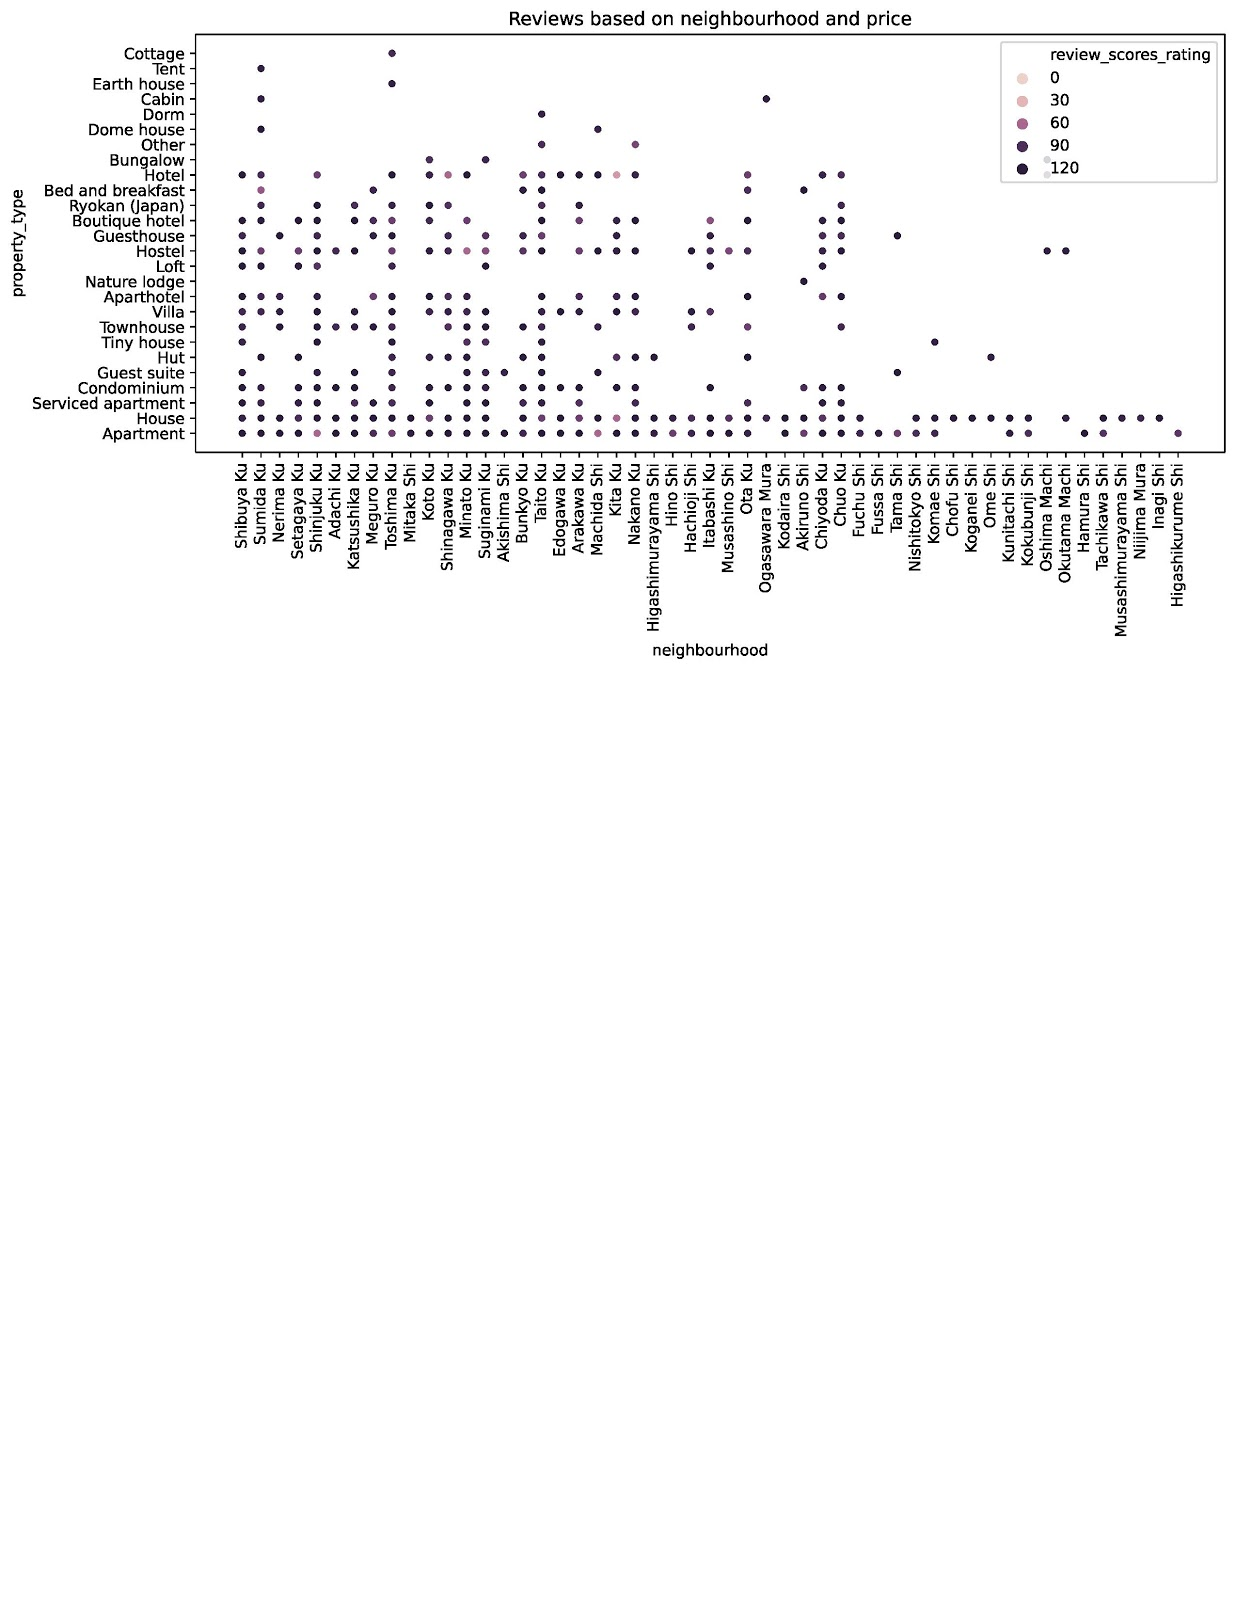 Reviews based on neighbourhood and price
review_scores_rating
0
30
60
90
120
property_type
Cottage
Tent
Earth house
Cabin
Dorm
Dome house
Other
Bungalow
Hotel
Bed and breakfast
Ryokan (Japan)
Boutique hotel
Guesthouse
Hostel
Loft
Nature lodge
Aparthotel
Villa
Townhouse
Tiny house
Hut
Guest suite
Condominium
Serviced apartment
House
Apartment
Shibuya Ku
Sumida Ku
Nerima Ku
Setagaya Ku
Shinjuku Ku
Adachi Ku
Katsushika Ku
Meguro Ku
Toshima Ku
Mitaka Shi
Koto Ku
Shinagawa Ku
Minato Ku
Suginami Ku
Akishima Shi
Bunkyo Ku
Taito Ku
Edogawa Ku
Arakawa Ku
Machida Shi
Kita Ku
Nakano Ku
Higashimurayama Shi
Hino Shi
Hachioji Shi
Itabashi Ku
Musashino Shi
Ota Ku
Ogasawara Mura
Kodaira Shi
Akiruno Shi
Chiyoda Ku
Chuo Ku
Fuchu Shi
Fussa Shi
Tama Shi
Nishitokyo Shi
Komae Shi
Chofu Shi
Koganei Shi
Ome Shi
Kunitachi Shi
Kokubunji Shi
Oshima Machi
Okutama Machi
Hamura Shi
Tachikawa Shi
Musashimurayama Shi
Niijima Mura
Inagi Shi
Higashikurume Shi
neighbourhood